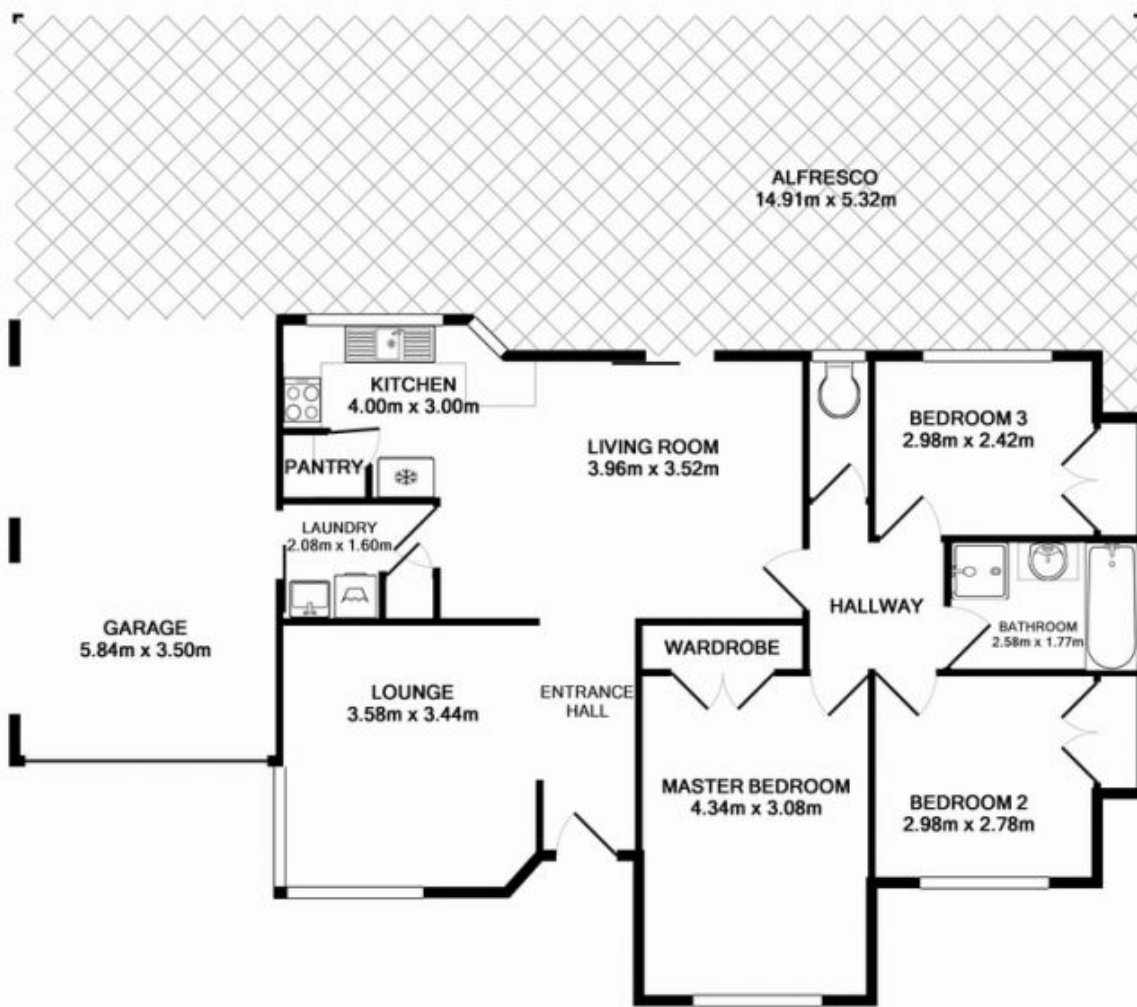 ALFRESCO
14.91m x 5.32m
KITCHEN
4.00m x 3.00m
BEDROOM 3
2.98m x 2.42m
LIVING ROOM
3.96m x 3.52m
PANTRY
LAUNDRY
2.08m x 1.60m
HALLWAY
GARAGE
5.84m x 3.50m
BATHROOM
2.58m x 1.77m
WARDROBE
LOUNGE
3.58m x 3.44m
ENTRANCE
HALL
MASTER BEDROOM
4.34m x 3.08m
BEDROOM 2
2.98m x 2.78m